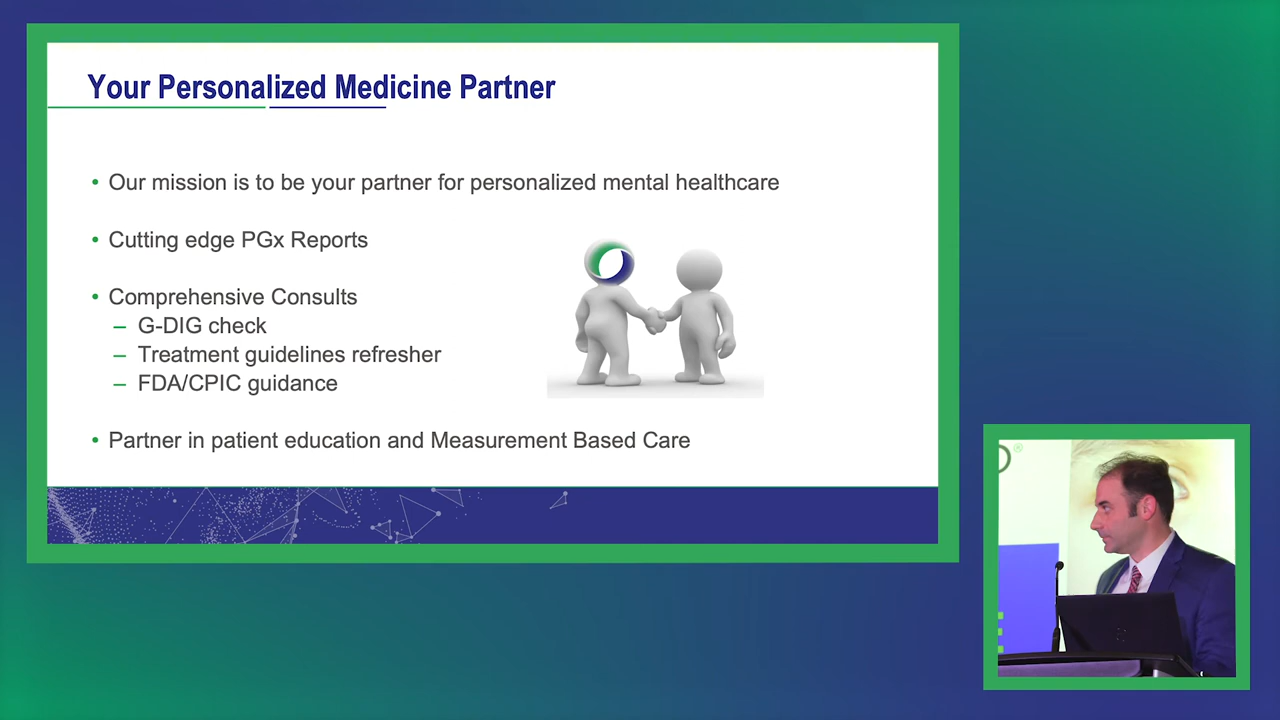 Your Personalized Medicine Partner
• Our mission is to be your partner for personalized mental healthcare
• Cutting edge PGx Reports
• Comprehensive Consults
– G-DIG check
– Treatment guidelines refresher
– FDA/CPIC guidance
• Partner in patient education and Measurement Based Care